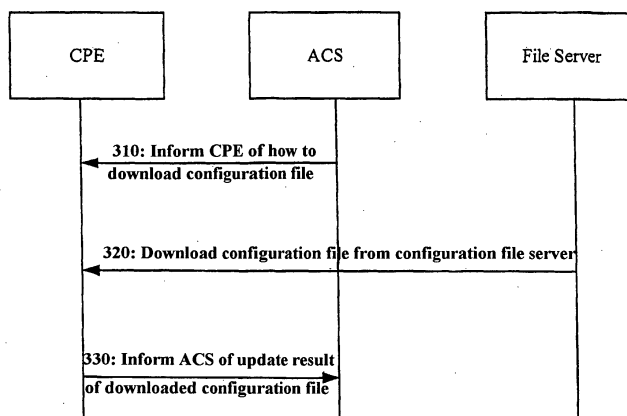 CPE
ACS
File Server
310: Inform CPE of how to
download configuration file
320: Download configuration file from configuration file server
330: Inform ACS of update result
of downloaded configuration file